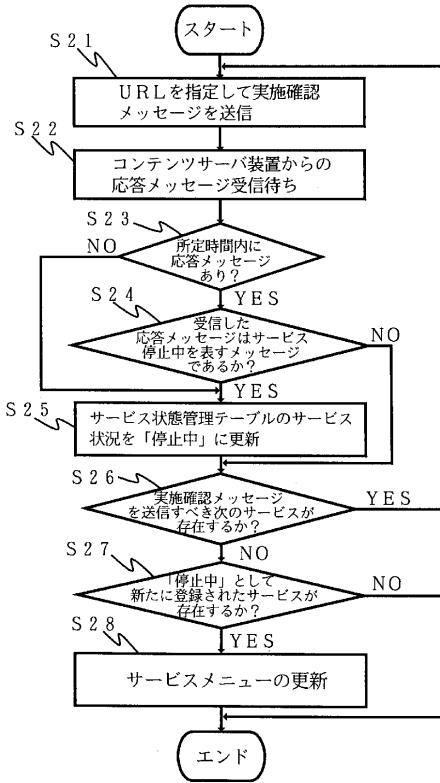 スタート
S21
URLを指定して実施確認
メッセージを送信
S22
コンテンツサーバ装置からの
応答メッセージ受信待ち
S23
所定時間内に
応答メッセージ
あり？
NO
YES
S24
受信した
応答メッセージはサービス
停止中を表すメッセージ
であるか？
NO
YES
S25
サービス状態管理テーブルのサービス
状況を「停止中」に更新
S26
実施確認メッセージ
を送信すべき次のサービスが
存在するか？
YES
NO
S27
「停止中」として
新たに登録されたサービスが
存在するか？
NO
YES
S28
サービスメニューの更新
エンド